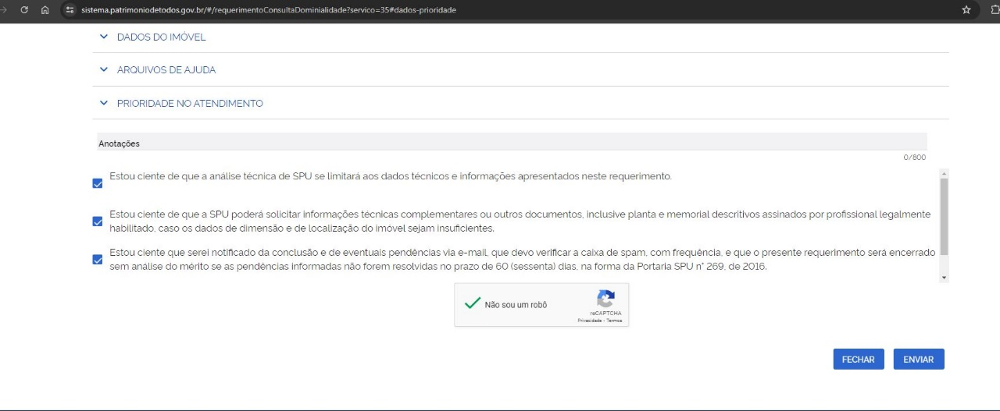 sistema.patrimoniodetodos.gov.br/#/requerimentoConsultaDominialidade?servico=35#dados-prioridade
DADOS DO IMÓVEL
ARQUIVOS DE AJUDA
PRIORIDADE NO ATENDIMENTO
Anotações
0/800
Estou ciente de que a análise técnica de SPU se limitará aos dados técnicos e informações apresentados neste requerimento.
Estou ciente de que a SPU poderá solicitar informações técnicas complementares ou outros documentos, inclusive planta e memorial descritivos assinados por profissional legalmente
habilitado, caso os dados de dimensão e de localização do imóvel sejam insuficientes.
Estou ciente que serei notificado da conclusão e de eventuais pendências via e-mail, que devo verificar a caixa de spam, com frequência, e que o presente requerimento será encerrado
sem análise do mérito se as pendências informadas não forem resolvidas no prazo de 60 (sessenta) dias, na forma da Portaria SPU n° 269, de 2016.
Não sou um robô
reCAPTCHA
Privacidade - Termos
FECHAR ENVIAR